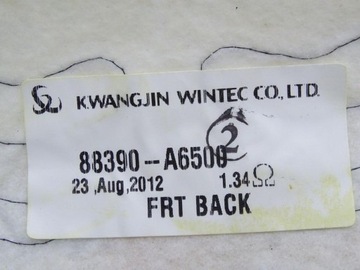 KWANGJIN WINTEC CO., LTD.
2
88390-A6500
23 ,Aug,2012 1.34Ω
FRT BACK